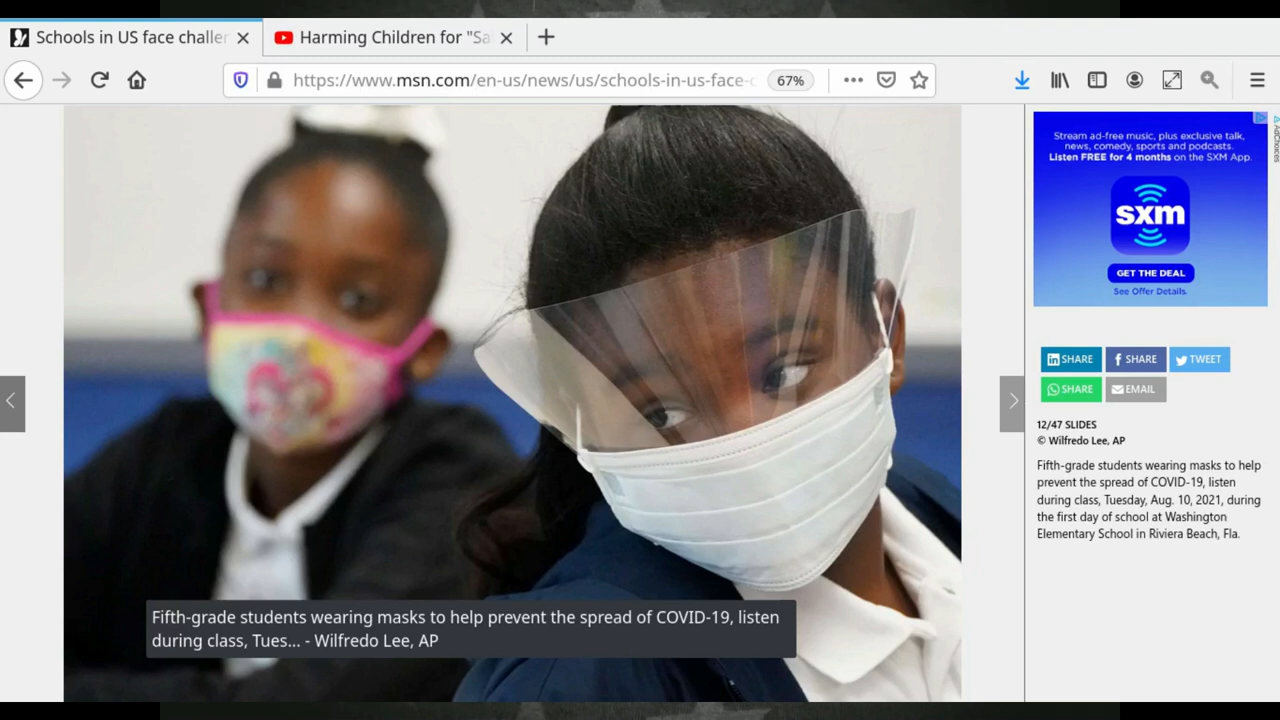 Schools in US face challer
Harming Children for "Sa
https://www.msn.com/en-us/news/us/schools-in-us-face-c
67%
Stream ad-free music, plus exclusive talk,
news, comedy, sports and podcasts.
Listen FREE for 4 months on the SXM App.
sxm
GET THE DEAL
See Offer Details.
AdChoices
in SHARE
f SHARE
TWEET
SHARE
EMAIL
12/47 SLIDES
© Wilfredo Lee, AP
Fifth-grade students wearing masks to help
prevent the spread of COVID-19, listen
during class, Tuesday, Aug. 10, 2021, during
the first day of school at Washington
Elementary School in Riviera Beach, Fla.
Fifth-grade students wearing masks to help prevent the spread of COVID-19, listen
during class, Tues... - Wilfredo Lee, AP